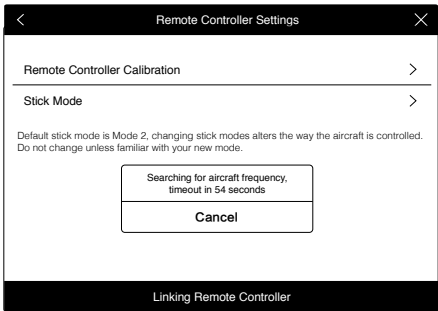 Remote Controller Settings
Remote Controller Calibration
Stick Mode
Default stick mode is Mode 2, changing stick modes alters the way the aircraft is controlled.
Do not change unless familiar with your new mode.
Searching for aircraft frequency,
timeout in 54 seconds
Cancel
Linking Remote Controller